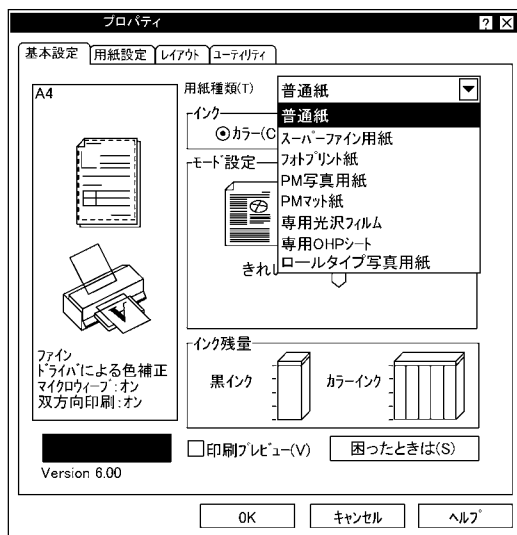 プロパティ
基本設定 用紙設定 レイアウト ユーティリティ
A4
用紙種類(T) 普通紙
普通紙
スーパーファイン用紙
フォトプリント紙
PM写真用紙
PMマット紙
専用光沢フィルム
専用OHPシート
ロールタイプ写真用紙
インク
カラー(C
モード設定
きれい
ファイン
ドライバによる色補正
マイクロウィーブ:オン
双方向印刷:オン
インク残量
黒インク カラーインク
印刷プレビュー(V) 困ったときは(S)
Version 6.00
OK キャンセル ヘルプ